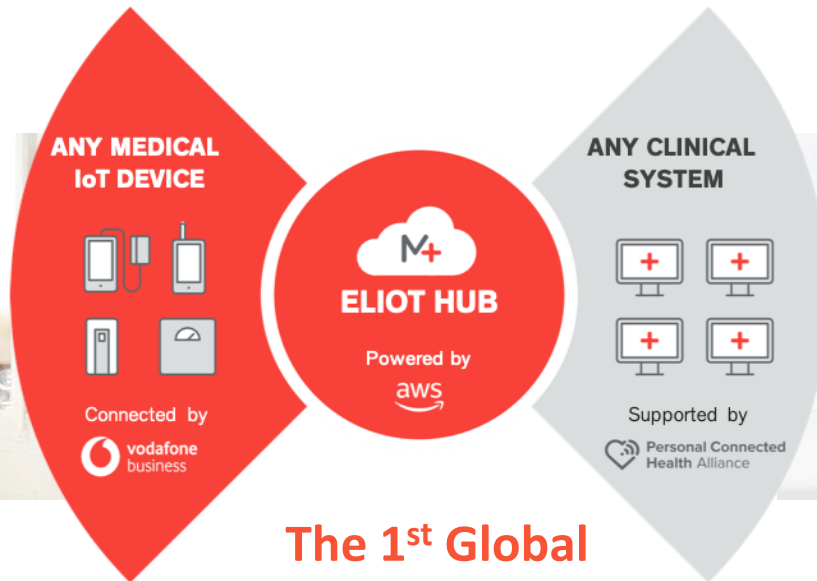 ANY MEDICAL
IoT DEVICE
Connected by
vodafone
business
M+
ELIOT HUB
Powered by
aws
ANY CLINICAL
SYSTEM
Supported by
Personal Connected
Health Alliance
The 1st Global